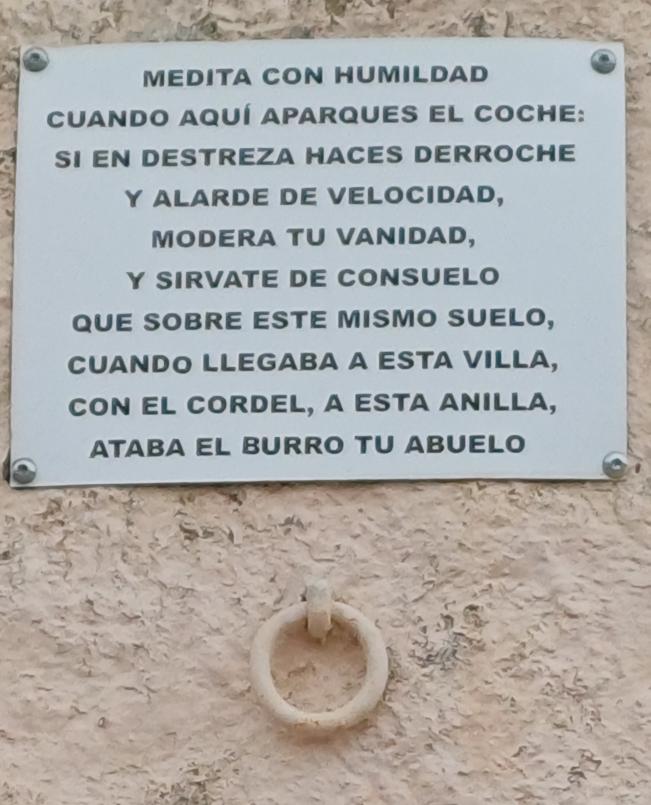 MEDITA CON HUMILDAD
CUANDO AQUÍ APARQUES EL COCHE:
SI EN DESTREZA HACES DERROCHE
Y ALARDE DE VELOCIDAD,
MODERA TU VANIDAD,
Y SIRVATE DE CONSUELO
QUE SOBRE ESTE MISMO SUELO,
CUANDO LLEGABA A ESTA VILLA,
CON EL CORDEL, A ESTA ANILLA,
ATABA EL BURRO TU ABUELO